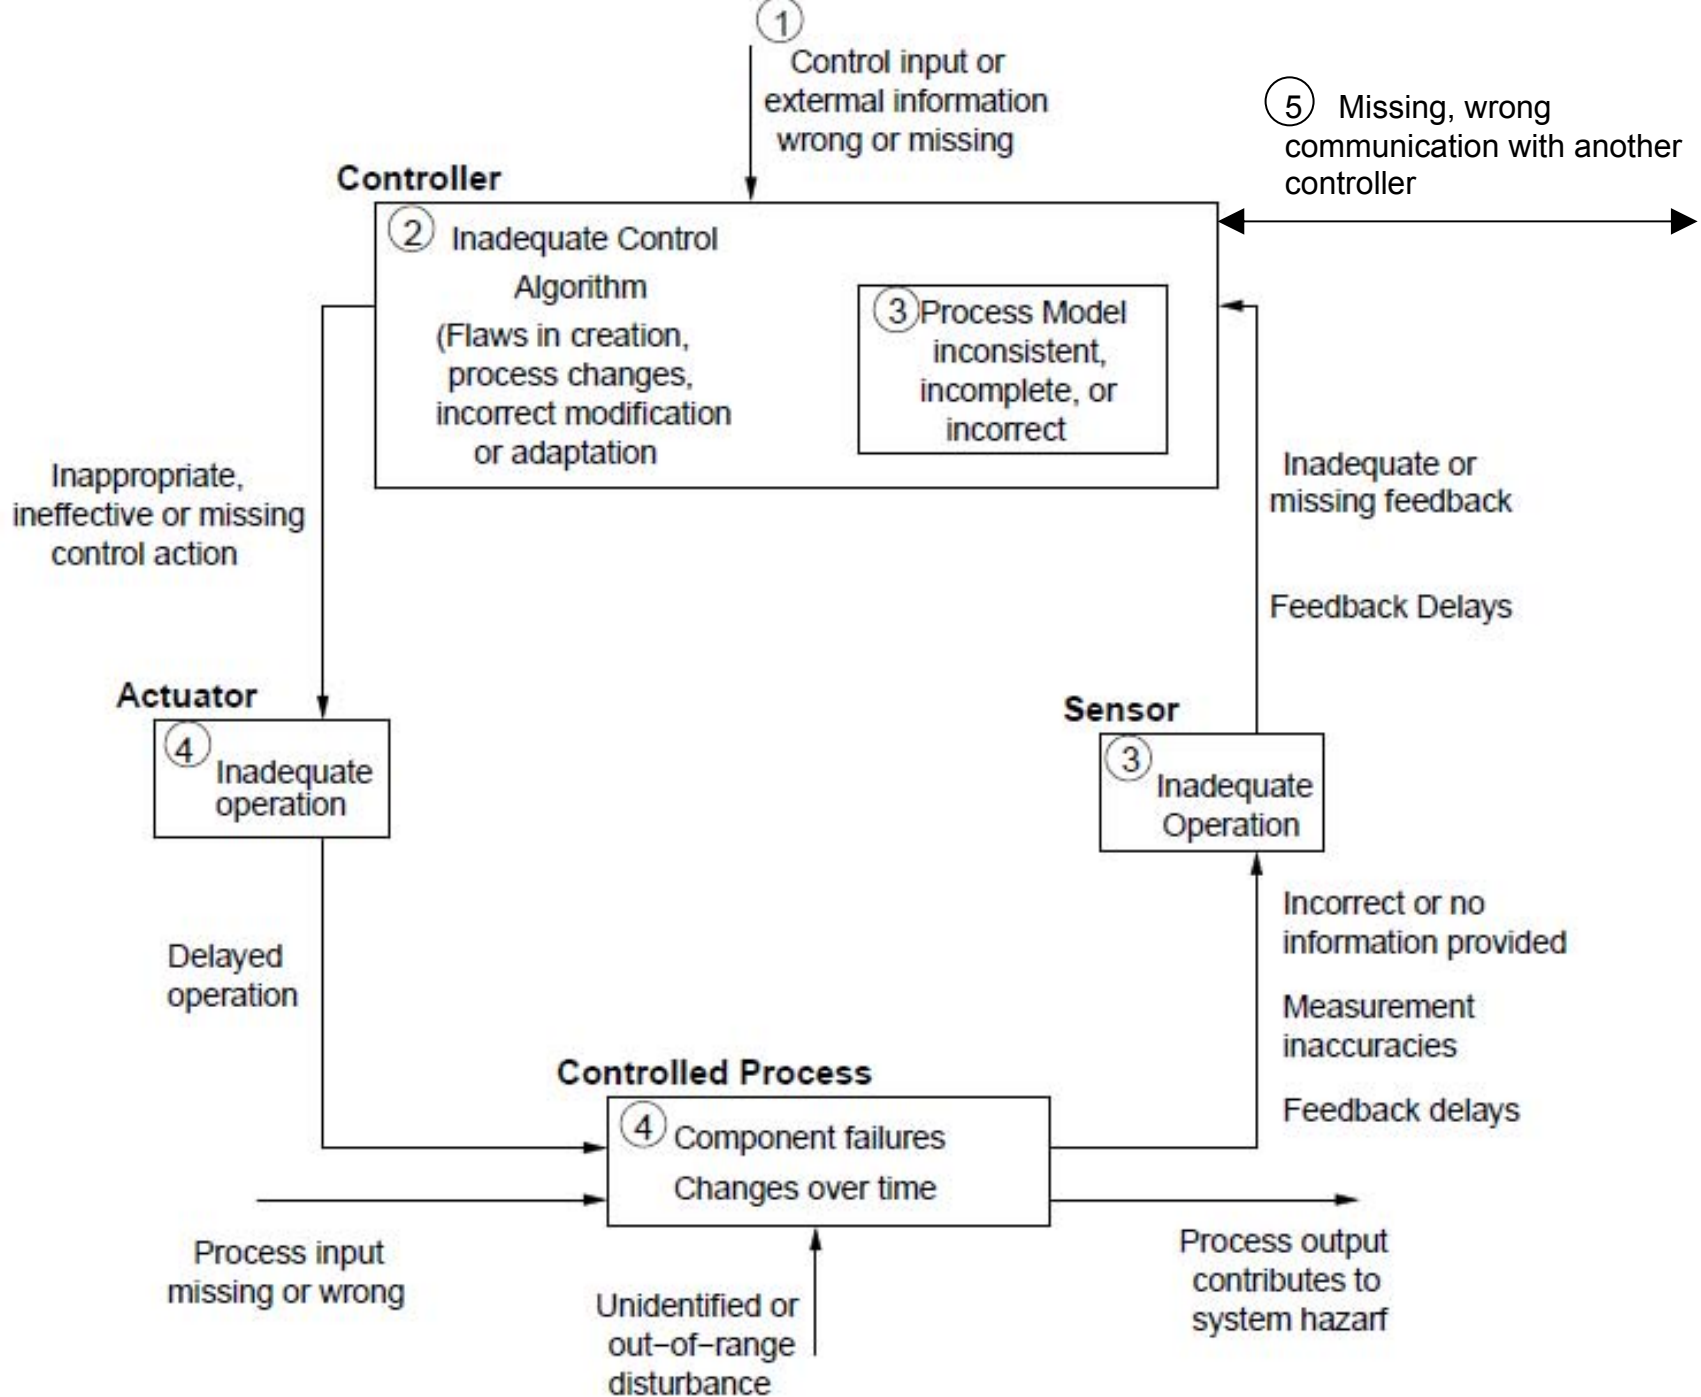 1
Control input or
extermal information
wrong or missing
5 Missing, wrong
communication with another
controller
Controller
2 Inadequate Control
Algorithm
(Flaws in creation,
process changes,
incorrect modification
or adaptation
3 Process Model
inconsistent,
incomplete, or
incorrect
Inappropriate,
ineffective or missing
control action
Inadequate or
missing feedback
Feedback Delays
Actuator
4 Inadequate
operation
Sensor
3 Inadequate
Operation
Delayed
operation
Incorrect or no
information provided
Measurement
inaccuracies
Feedback delays
Controlled Process
4 Component failures
Changes over time
Process input
missing or wrong
Unidentified or
out−of−range
disturbance
Process output
contributes to
system hazarf